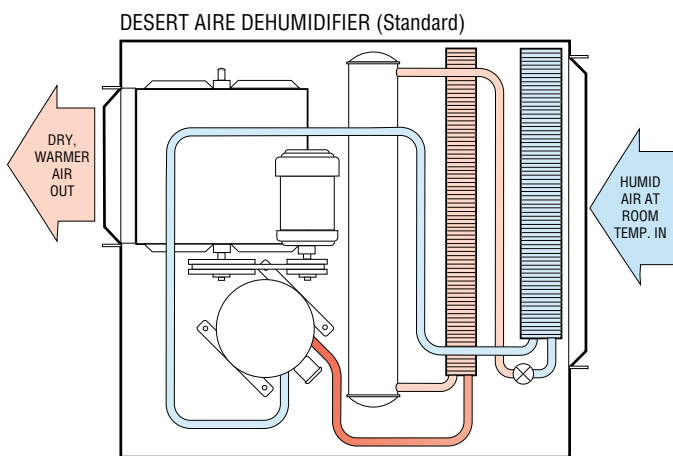 DESERT AIRE DEHUMIDIFIER (Standard)
DRY,
WARMER
AIR
OUT
HUMID
AIR AT
ROOM
TEMP. IN